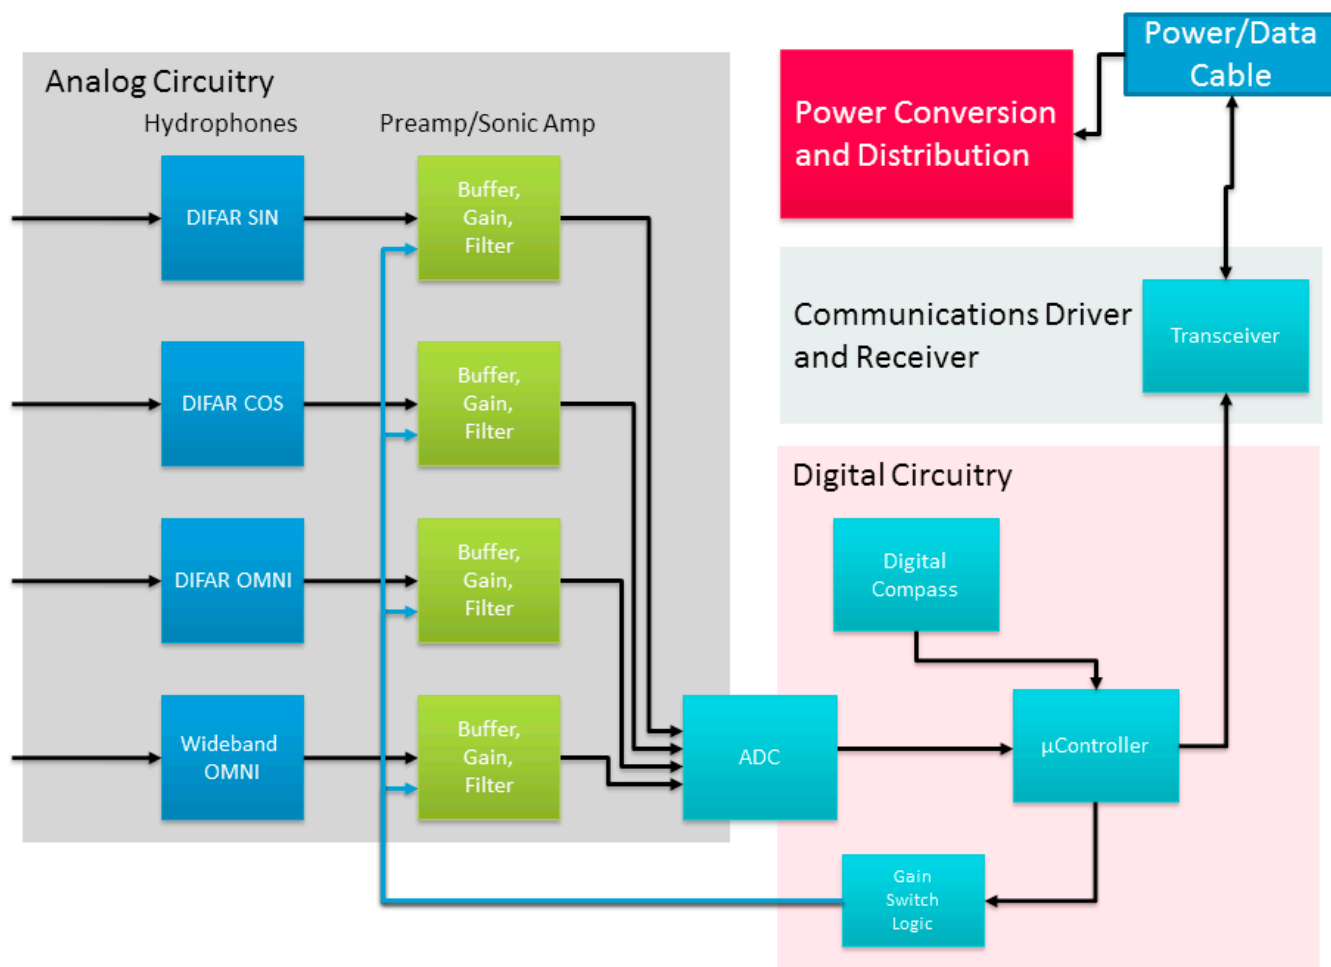 Analog Circuitry
Hydrophones
Preamp/Sonic Amp
DIFAR SIN
Buffer,
Gain,
Filter
DIFAR COS
Buffer,
Gain,
Filter
DIFAR OMNI
Buffer,
Gain,
Filter
Wideband
OMNI
Buffer,
Gain,
Filter
ADC
Power/Data
Cable
Power Conversion
and Distribution
Communications Driver
and Receiver
Transceiver
Digital Circuitry
Digital
Compass
µController
Gain
Switch
Logic